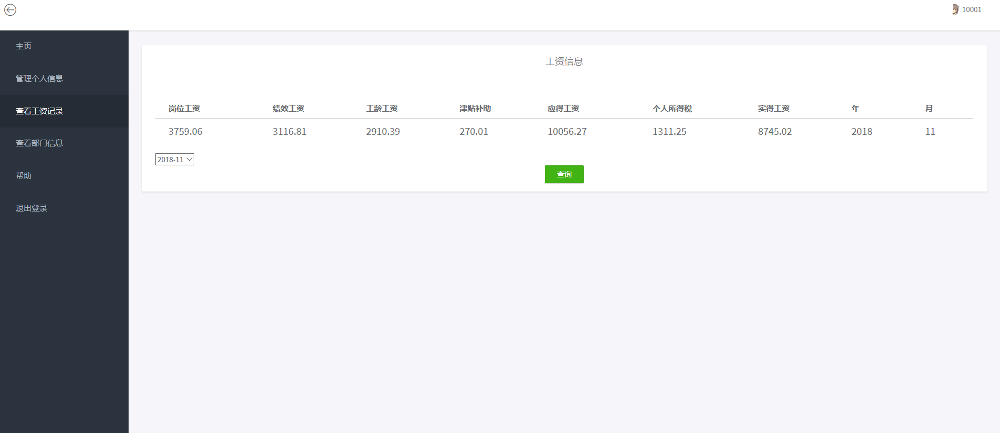 10001
主页
管理个人信息
查看工资记录
查看部门信息
帮助
退出登录
工资信息
岗位工资 绩效工资 工龄工资 津贴补助 应得工资 个人所得税 实得工资 年 月
3759.06 3116.81 2910.39 270.01 10056.27 1311.25 8745.02 2018 11
2018-11
查询